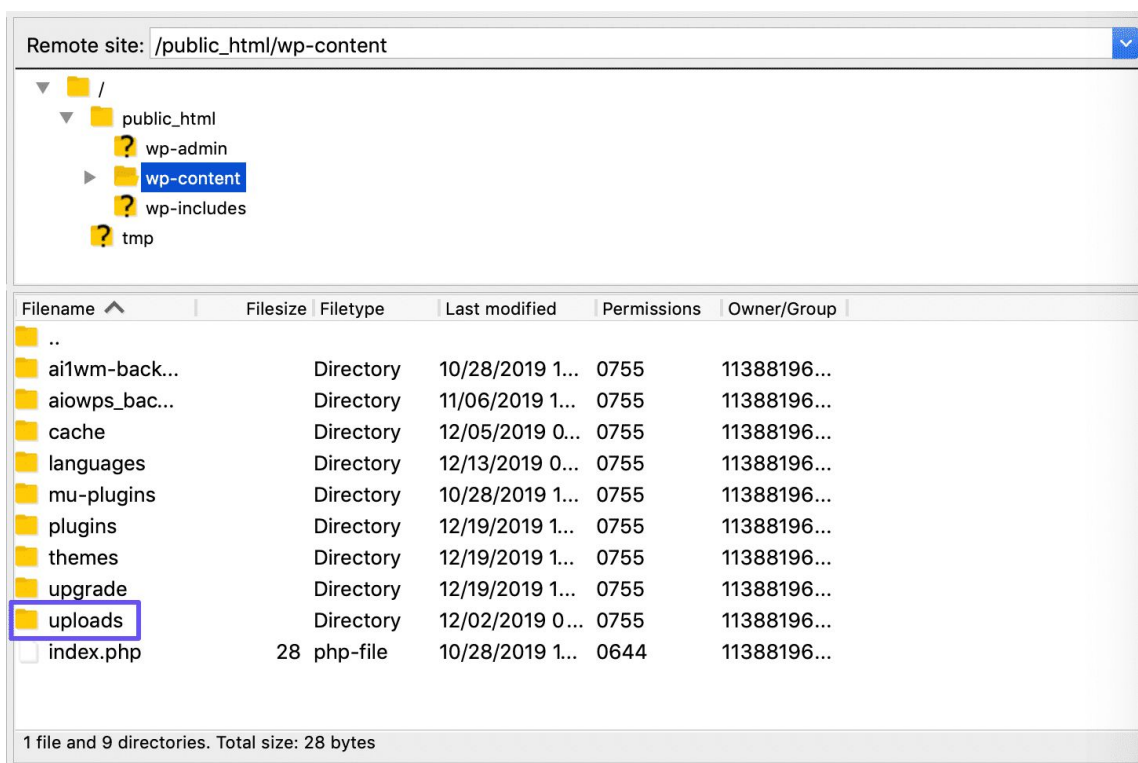 Remote site: /public_html/wp-content
/
public_html
? wp-admin
wp-content
? wp-includes
? tmp
Filename Filesize Filetype Last modified Permissions Owner/Group
..
ai1wm-back... Directory 10/28/2019 1... 0755 11388196...
aiowps_bac... Directory 11/06/2019 1... 0755 11388196...
cache Directory 12/05/2019 0... 0755 11388196...
languages Directory 12/13/2019 0... 0755 11388196...
mu-plugins Directory 10/28/2019 1... 0755 11388196...
plugins Directory 12/19/2019 1... 0755 11388196...
themes Directory 12/19/2019 1... 0755 11388196...
upgrade Directory 12/19/2019 1... 0755 11388196...
uploads Directory 12/02/2019 0... 0755 11388196...
index.php 28 php-file 10/28/2019 1... 0644 11388196...
1 file and 9 directories. Total size: 28 bytes